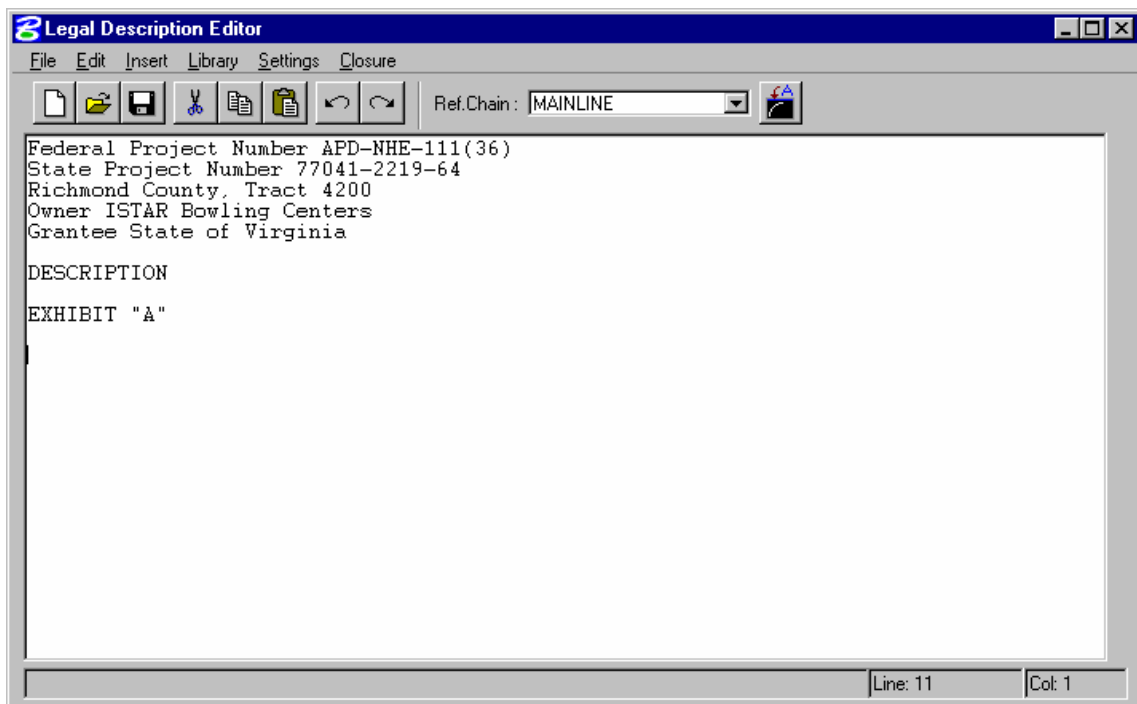 Legal Description Editor
File Edit Insert Library Settings Closure
Ref.Chain : MAINLINE
Federal Project Number APD-NHE-111(36)
State Project Number 77041-2219-64
Richmond County, Tract 4200
Owner ISTAR Bowling Centers
Grantee State of Virginia
DESCRIPTION
EXHIBIT "A"
Line: 11 Col: 1